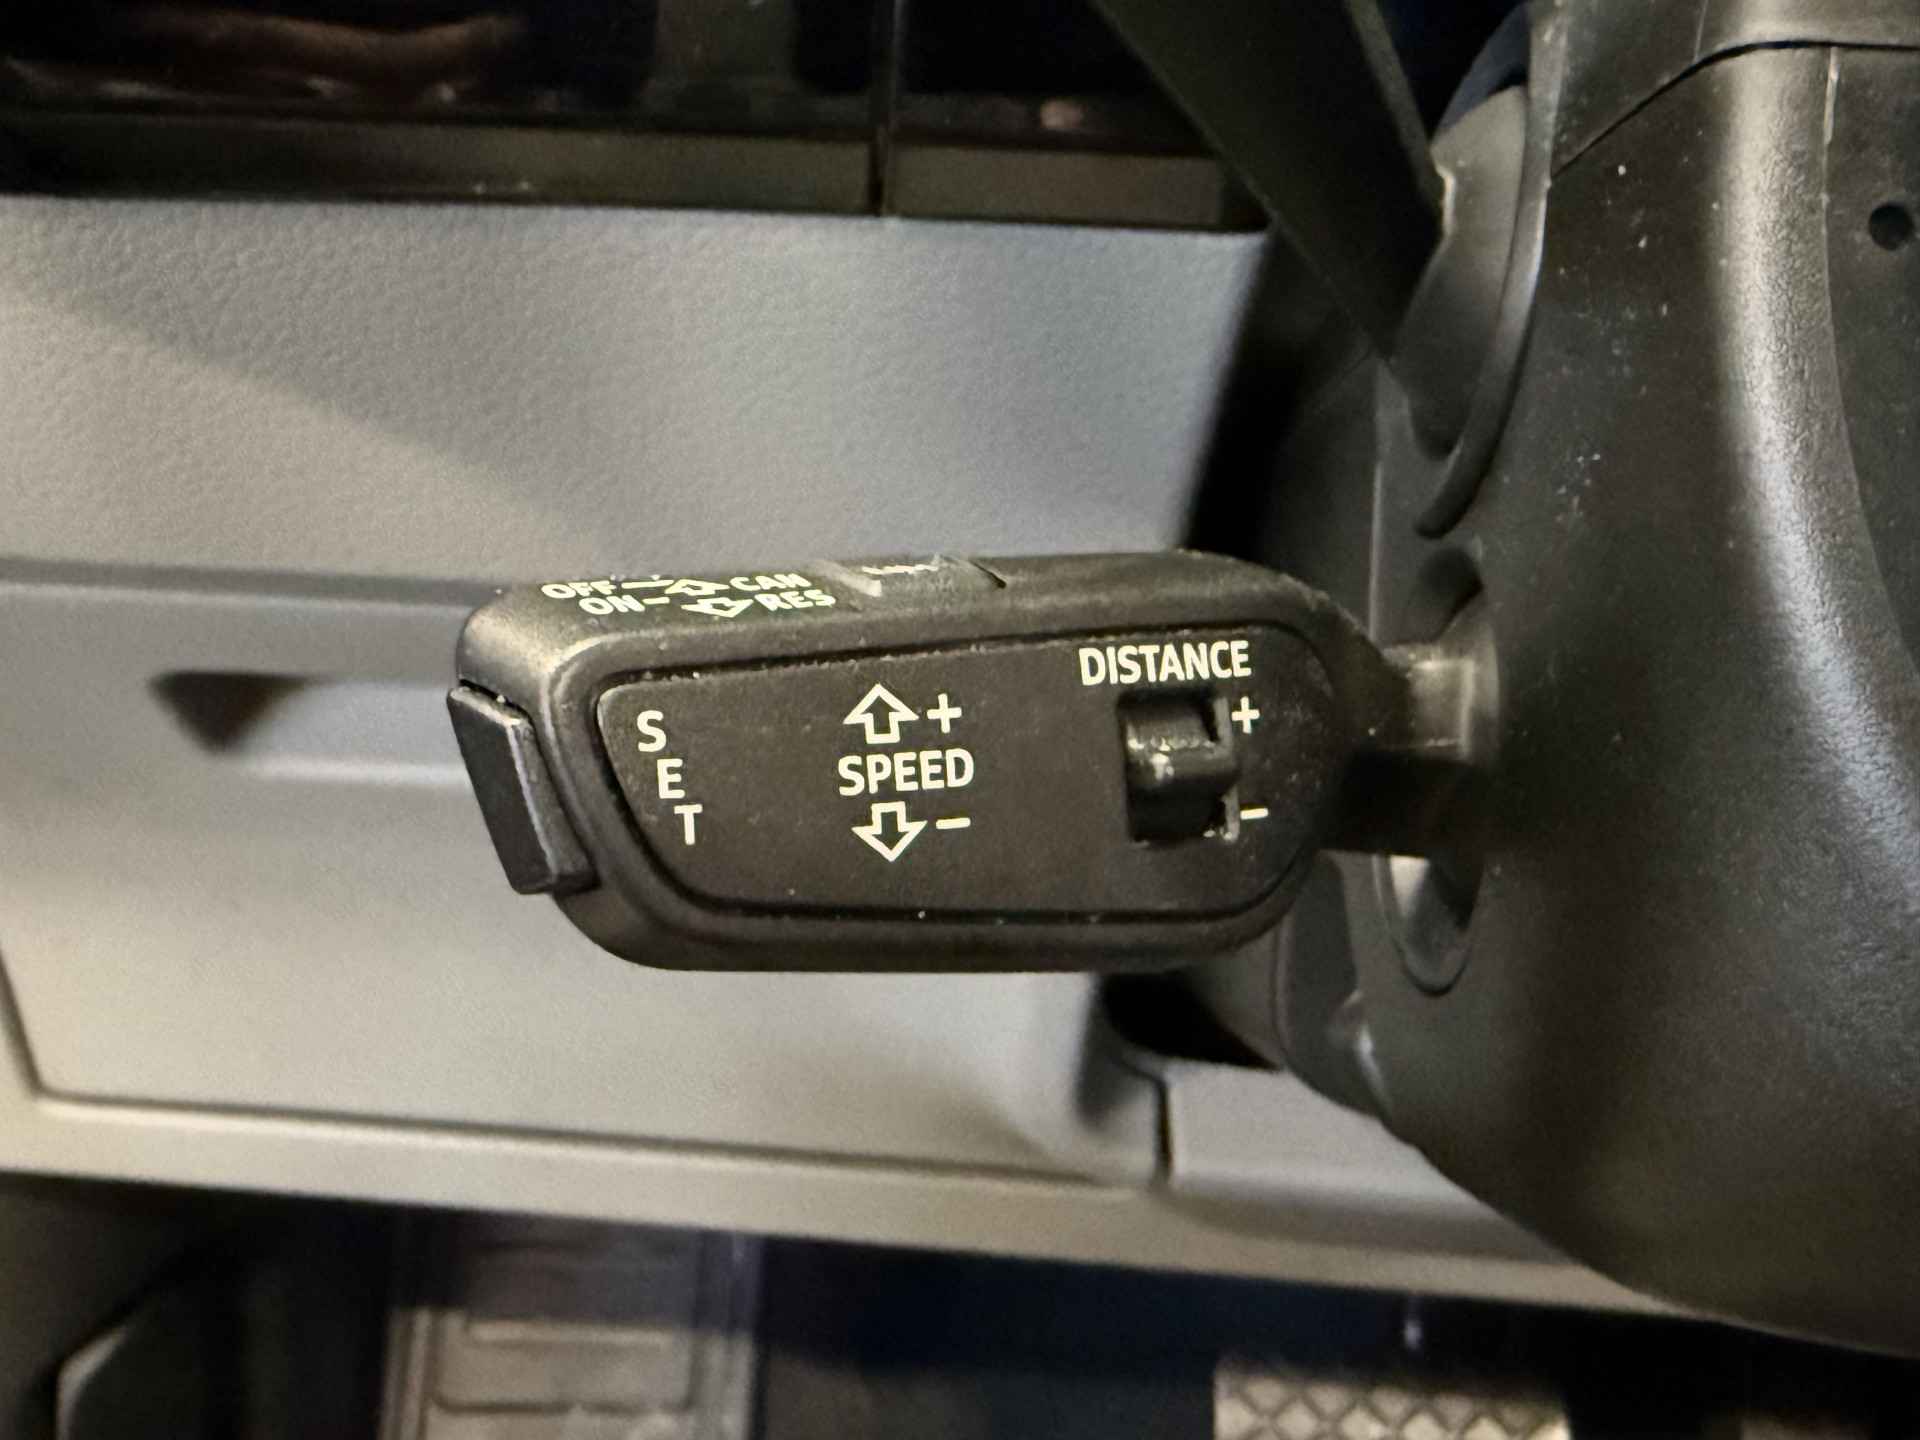 OFF CAN
ON RES
DISTANCE
+
-
S
E
T
+
SPEED
-